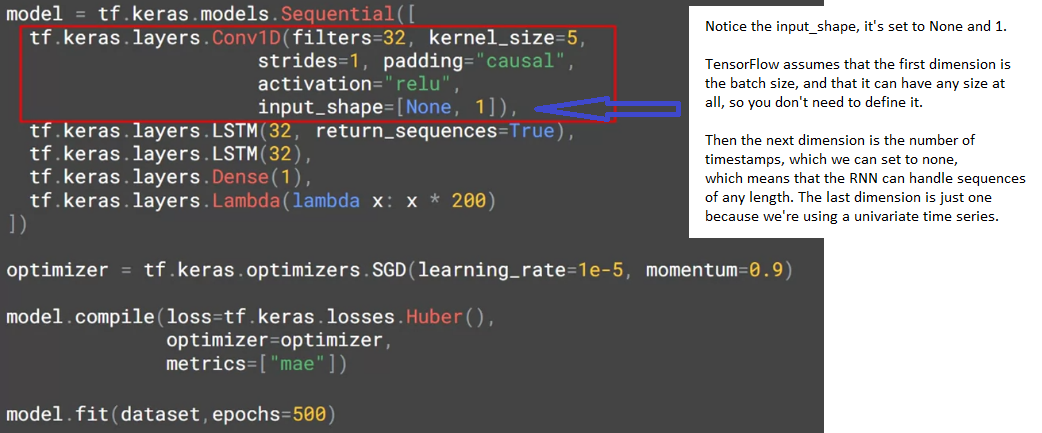 model = tf.keras.models.Sequential([
  tf.keras.layers.Conv1D(filters=32, kernel_size=5,
                      strides=1, padding="causal",
                      activation="relu",
                      input_shape=[None, 1]),
  tf.keras.layers.LSTM(32, return_sequences=True),
  tf.keras.layers.LSTM(32),
  tf.keras.layers.Dense(1),
  tf.keras.layers.Lambda(lambda x: x * 200)
])
optimizer = tf.keras.optimizers.SGD(learning_rate=1e-5, momentum=0.9)
model.compile(loss=tf.keras.losses.Huber(),
              optimizer=optimizer,
              metrics=["mae"])
model.fit(dataset,epochs=500)
Notice the input_shape, it's set to None and 1.
TensorFlow assumes that the first dimension is
the batch size, and that it can have any size at
all, so you don't need to define it.
Then the next dimension is the number of
timestamps, which we can set to none,
which means that the RNN can handle sequences
of any length. The last dimension is just one
because we're using a univariate time series.